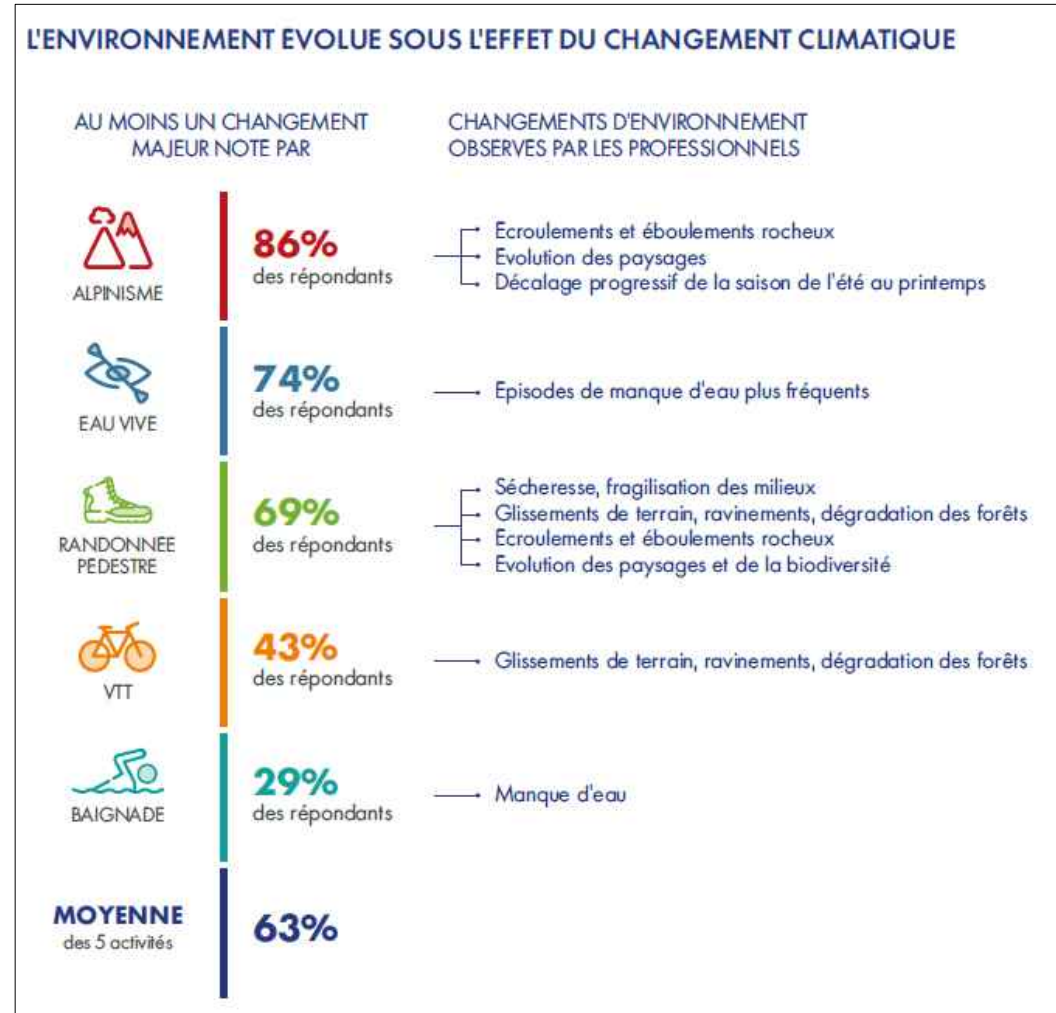 L'ENVIRONNEMENT EVOLUE SOUS L'EFFET DU CHANGEMENT CLIMATIQUE
AU MOINS UN CHANGEMENT
MAJEUR NOTE PAR
CHANGEMENTS D'ENVIRONNEMENT
OBSERVES PAR LES PROFESSIONNELS
ALPINISME
86%
des répondants
Ecroulements et éboulements rocheux
Evolution des paysages
Décalage progressif de la saison de l'été au printemps
EAU VIVE
74%
des répondants
Episodes de manque d'eau plus fréquents
RANDONNEE
PEDESTRE
69%
des répondants
Sécheresse, fragilisation des milieux
Glissements de terrain, ravinements, dégradation des forêts
Ecroulements et éboulements rocheux
Evolution des paysages et de la biodiversité
VTT
43%
des répondants
Glissements de terrain, ravinements, dégradation des forêts
BAIGNADE
29%
des répondants
Manque d'eau
MOYENNE
des 5 activités
63%